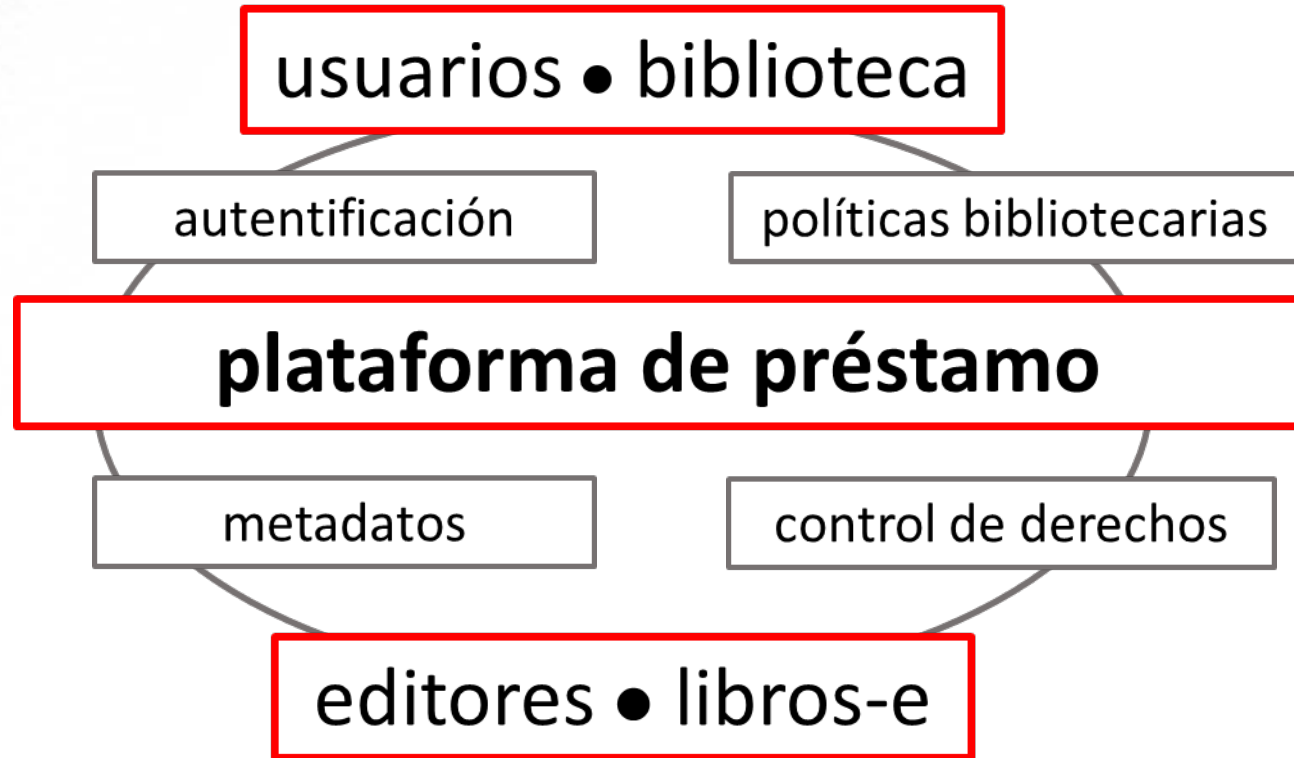 usuarios ● biblioteca
autentificación
políticas bibliotecarias
plataforma de préstamo
metadatos
control de derechos
editores ● libros-e